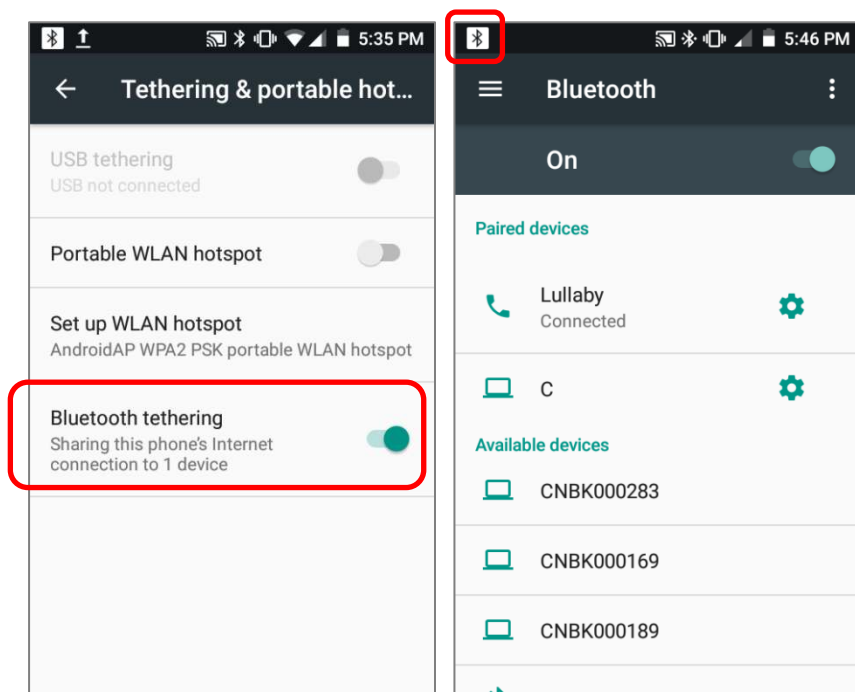 5:35 PM
Tethering & portable hot...
USB tethering
USB not connected
Portable WLAN hotspot
Set up WLAN hotspot
AndroidAP WPA2 PSK portable WLAN hotspot
Bluetooth tethering
Sharing this phone's Internet
connection to 1 device
5:46 PM
Bluetooth
On
Paired devices
Lullaby
Connected
C
Available devices
CNBK000283
CNBK000169
CNBK000189